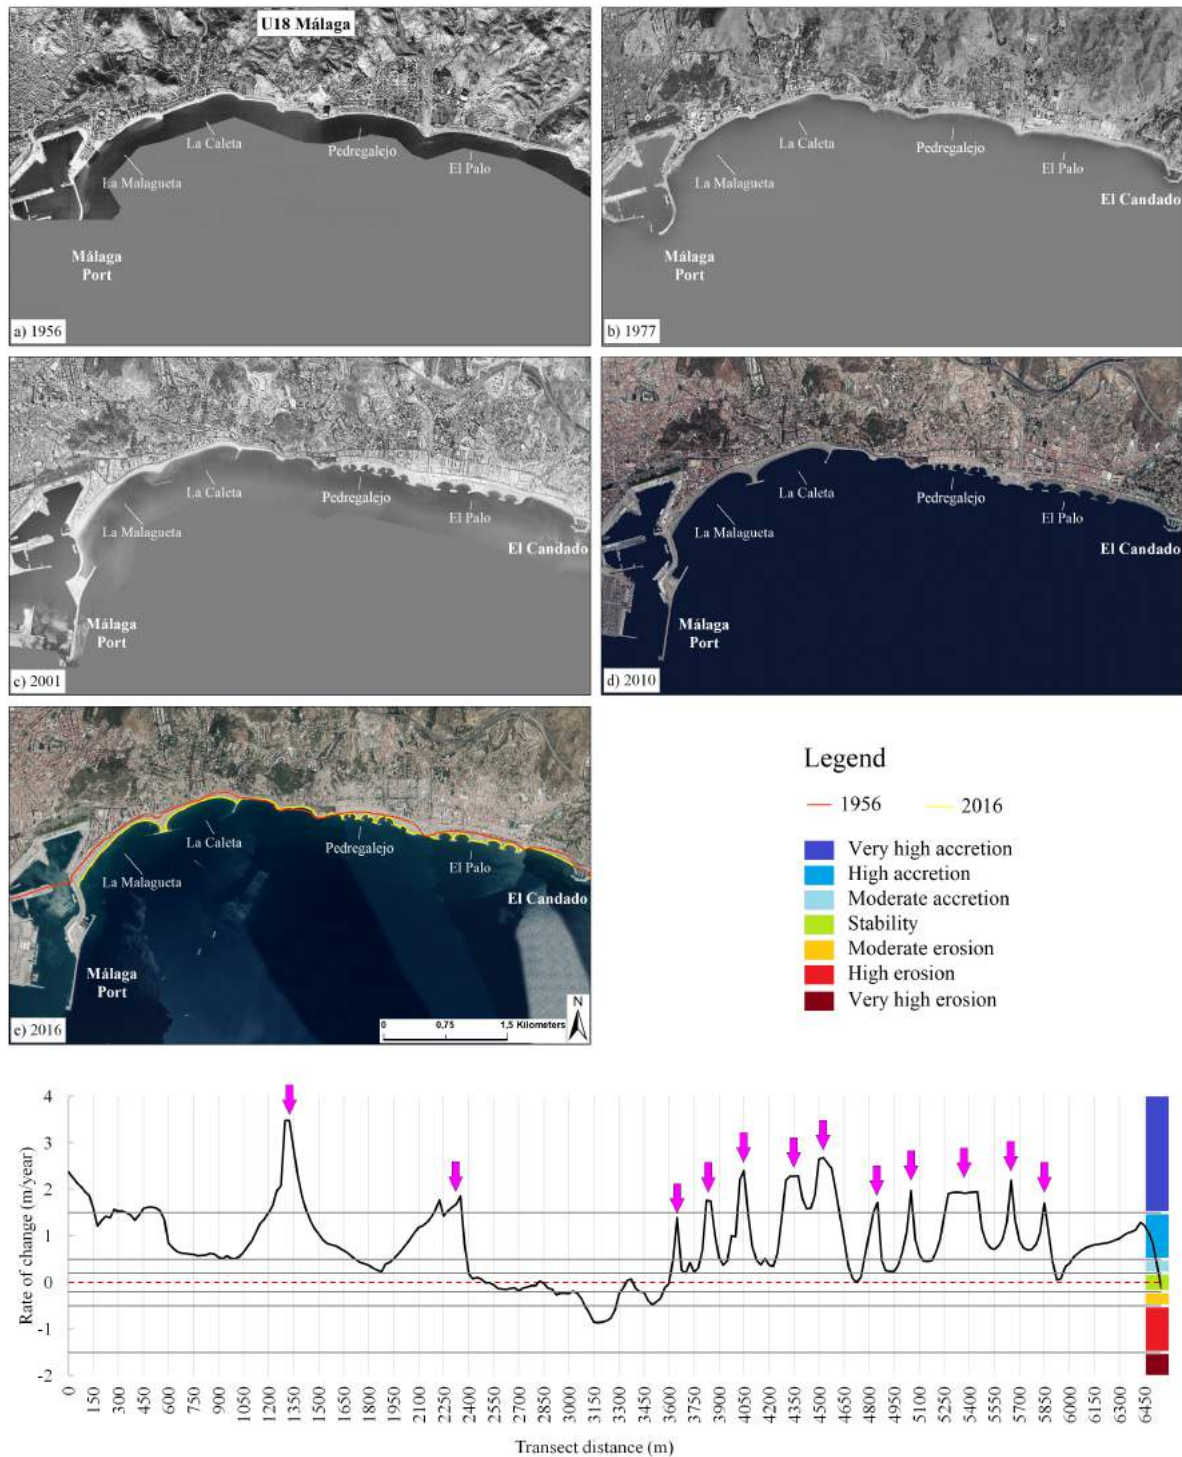 U18 Málaga
La Caleta
Pedregalejo
El Palo
La Malagueta
Málaga
Port
a) 1956
La Caleta
Pedregalejo
El Palo
La Malagueta
El Candado
Málaga
Port
b) 1977
La Caleta
Pedregalejo
El Palo
La Malagueta
El Candado
Málaga
Port
c) 2001
La Caleta
Pedregalejo
El Palo
La Malagueta
El Candado
Málaga
Port
d) 2010
La Caleta
Pedregalejo
El Palo
La Malagueta
El Candado
Málaga
Port
N
0 0,75 1,5 Kilometers
e) 2016
Legend
1956 2016
Very high accretion
High accretion
Moderate accretion
Stability
Moderate erosion
High erosion
Very high erosion
Rate of change (m/year)
4
3
2
1
0
-1
-2
0 150 300 450 600 750 900 1050 1200 1350 1500 1650 1800 1950 2100 2250 2400 2550 2700 2850 3000 3150 3300 3450 3600 3750 3900 4050 4200 4350 4500 4650 4800 4950 5100 5250 5400 5550 5700 5850 6000 6150 6300 6450
Transect distance (m)